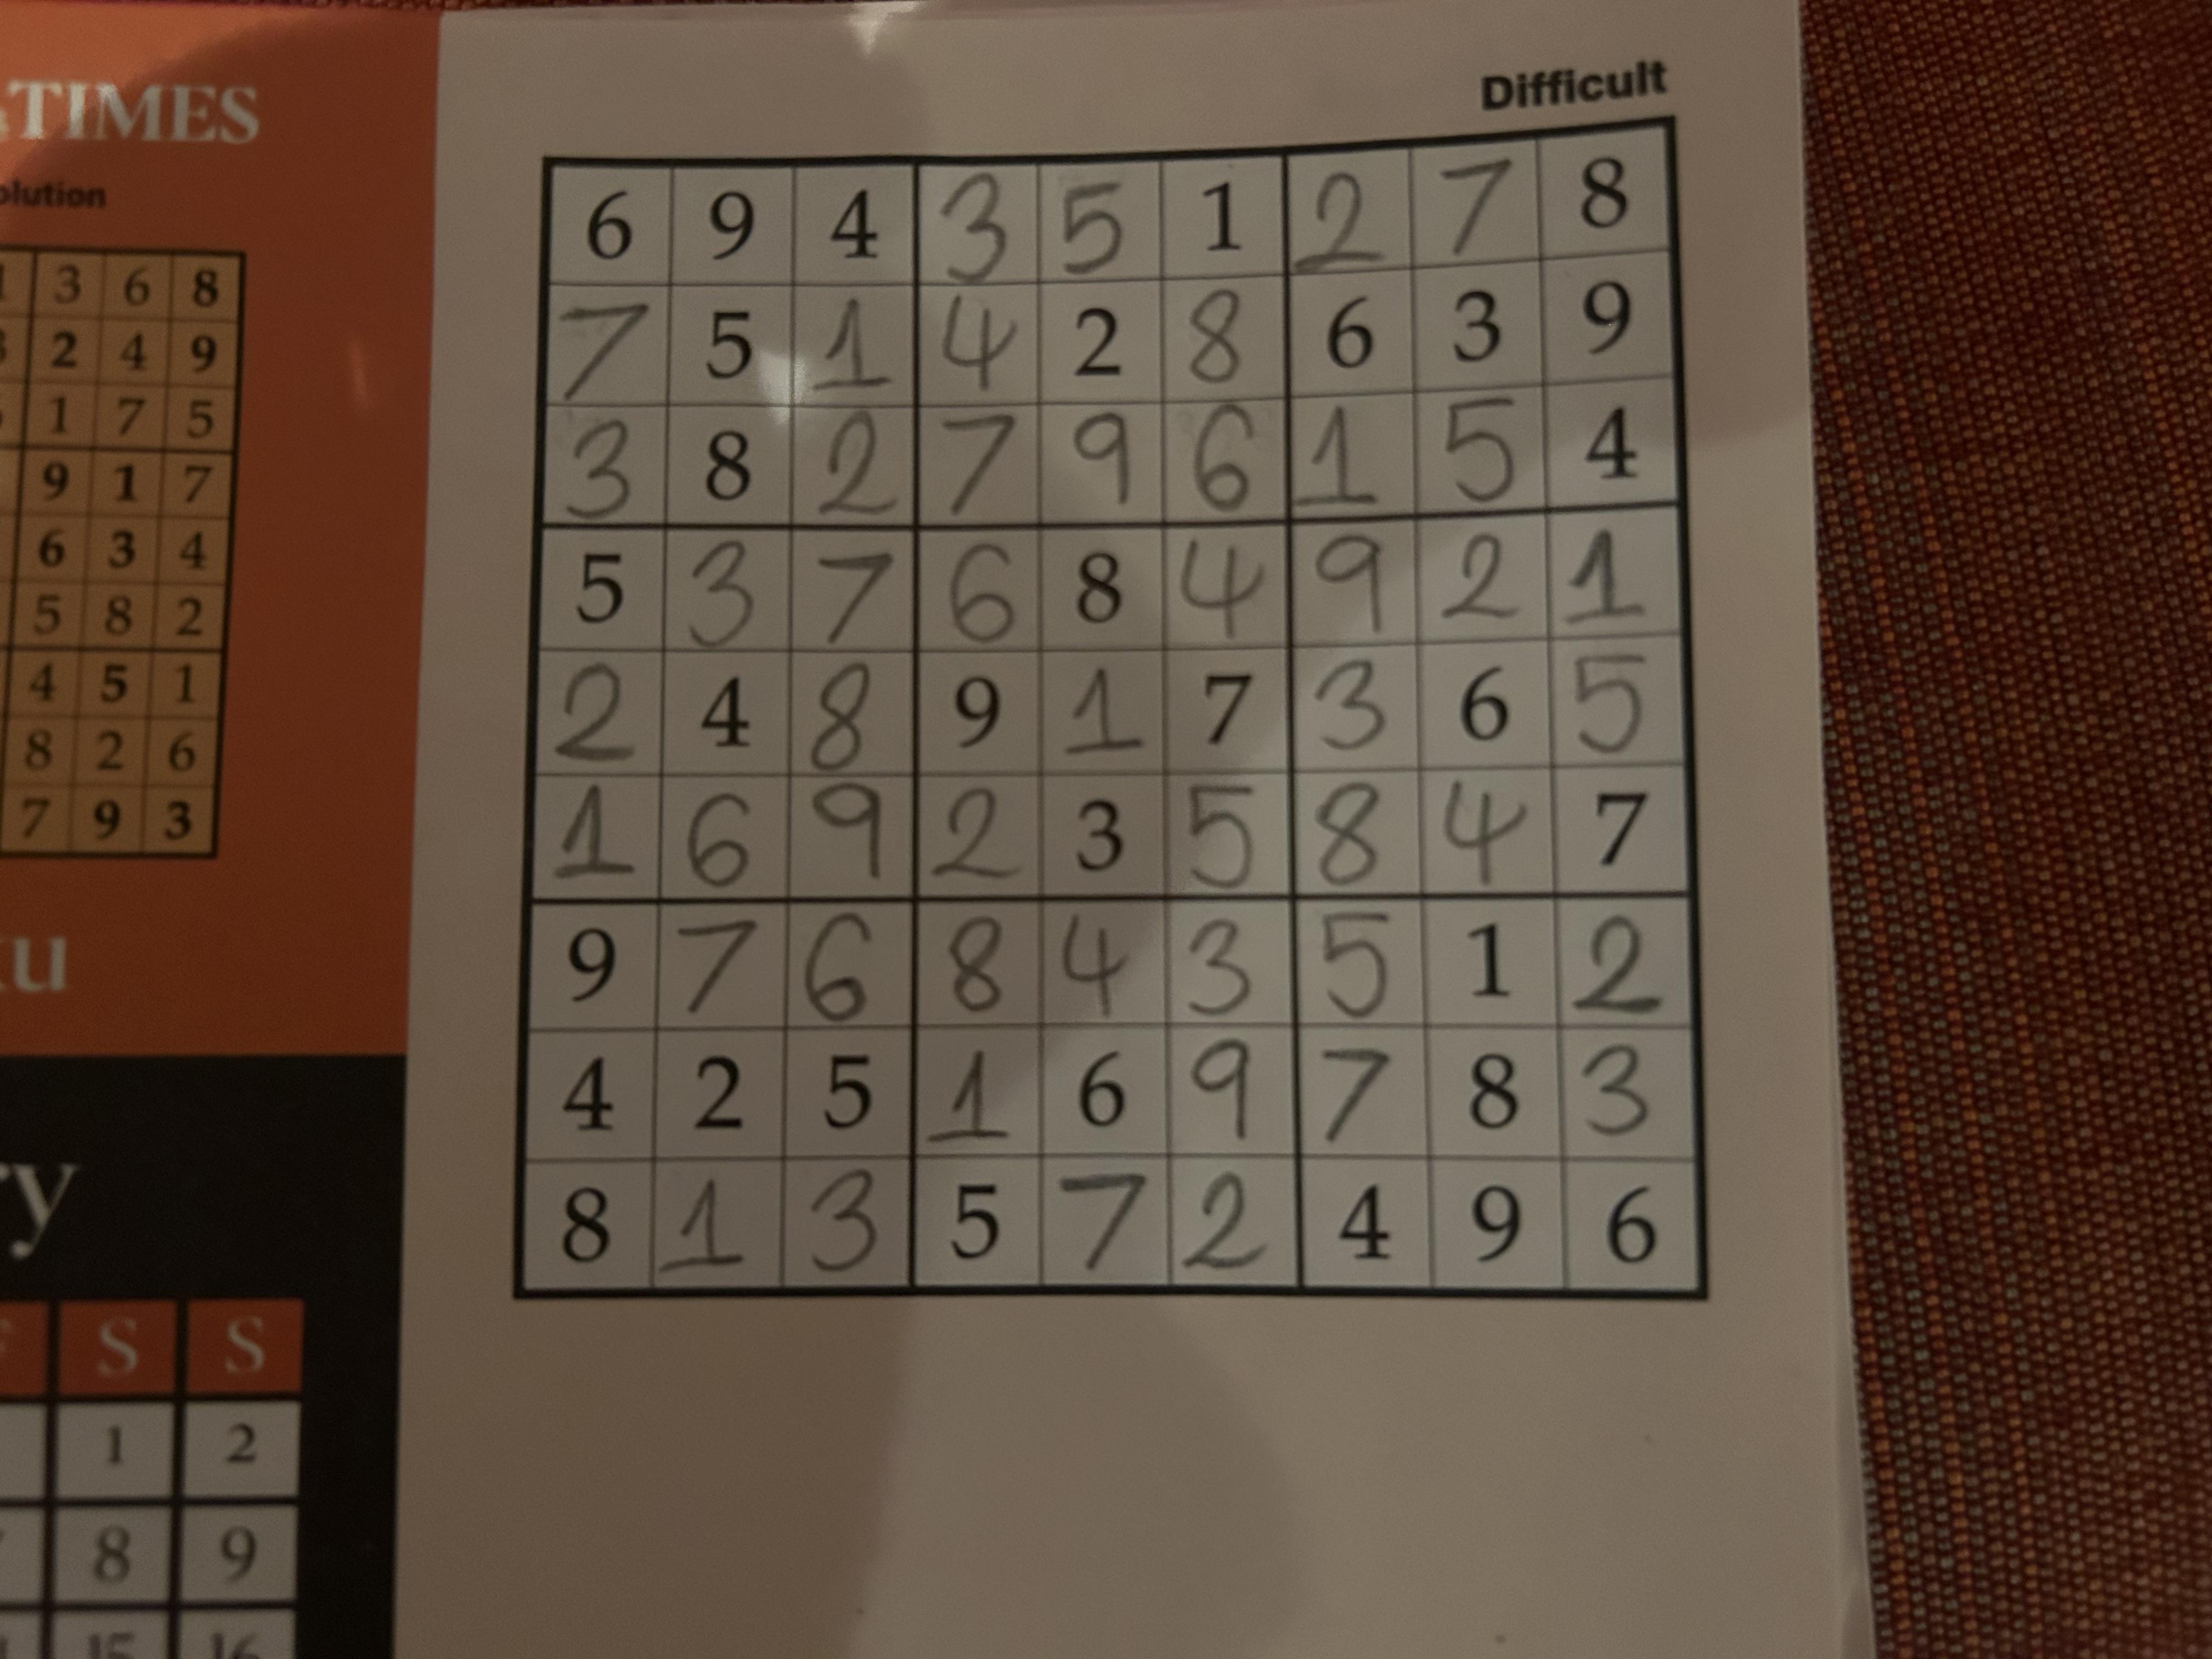 TIMES
Difficult
olution
3 6 8
2 4 9
1 7 5
9 1 7
6 3 4
5 8 2
4 5 1
8 2 6
7 9 3
6 9 4 3 5 1 2 7 8
7 5 1 4 2 8 6 3 9
3 8 2 7 9 6 1 5 4
5 3 7 6 8 4 9 2 1
2 4 8 9 1 7 3 6 5
1 6 9 2 3 5 8 4 7
9 7 6 8 4 3 5 1 2
4 2 5 1 6 9 7 8 3
8 1 3 5 7 2 4 9 6
ku
ry
S S
1 2
8 9
15 16